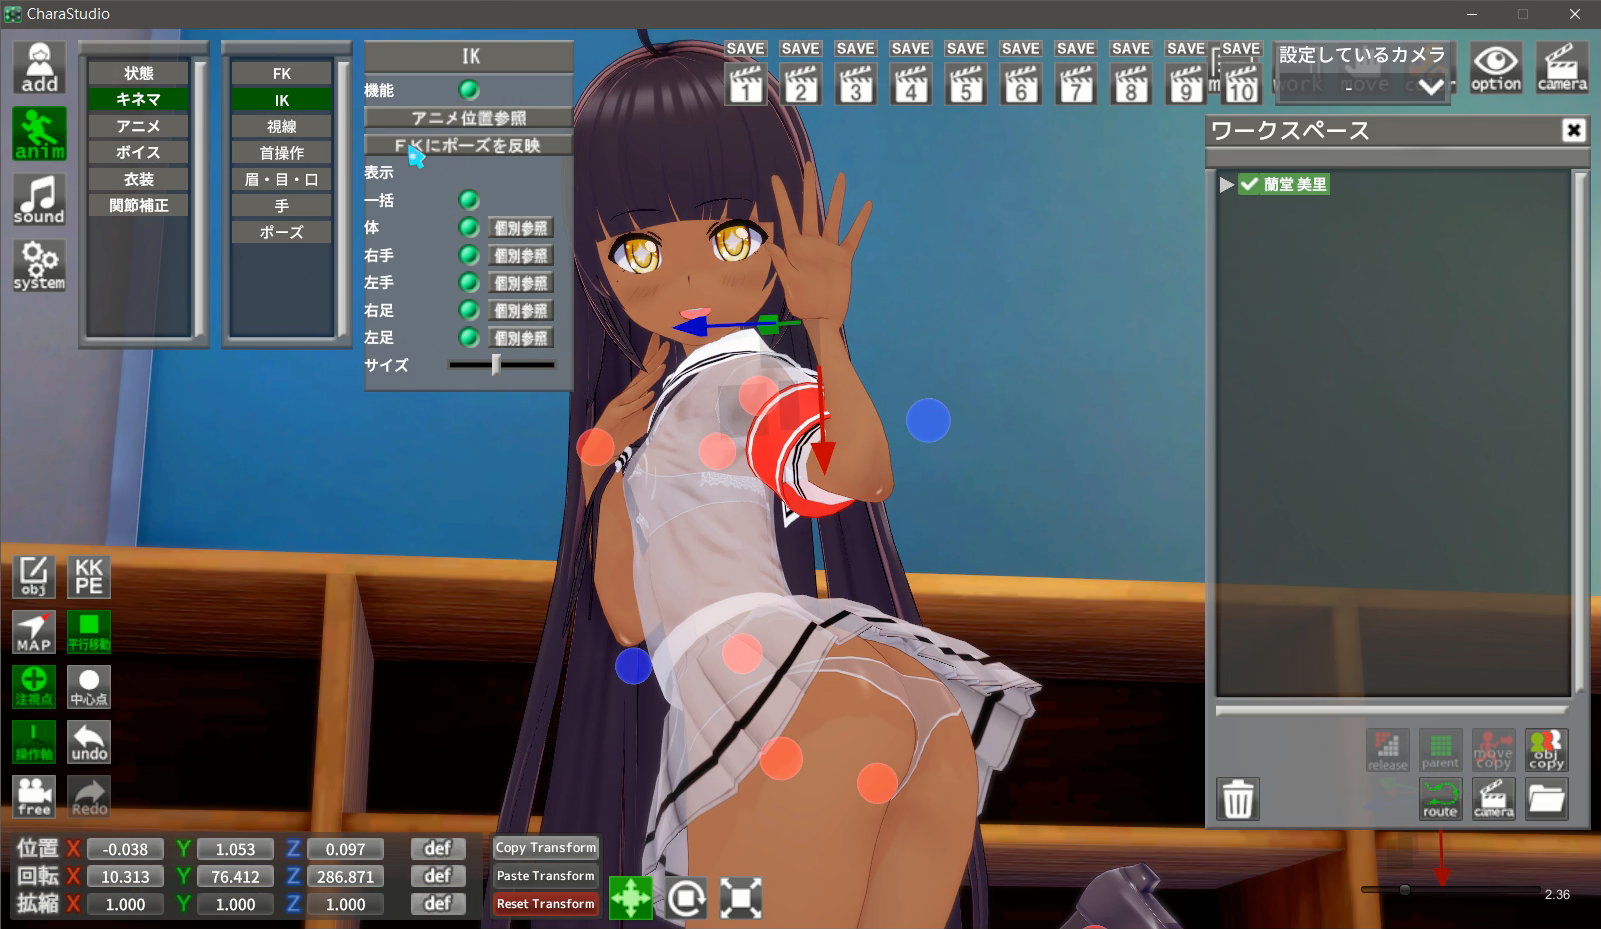 CharaStudio
add
anim
sound
system
状態
キネマ
アニメ
ボイス
衣装
関節補正
FK
IK
視線
首操作
眉・目・口
手
ポーズ
IK
機能
アニメ位置参照
FKにポーズを反映
表示
一括
体 個別参照
右手 個別参照
左手 個別参照
右足 個別参照
左足 個別参照
サイズ
SAVE SAVE SAVE SAVE SAVE SAVE SAVE SAVE SAVE SAVE
1 2 3 4 5 6 7 8 9 10
設定しているカメラ
-
option
camera
ワークスペース
蘭堂 美里
release
parent
move copy
obj copy
route
camera
obj
KK PE
MAP
平行移動
注視点
中心点
操作軸
undo
free
Redo
位置 X -0.038 Y 1.053 Z 0.097 def
回転 X 10.313 Y 76.412 Z 286.871 def
拡縮 X 1.000 Y 1.000 Z 1.000 def
Copy Transform
Paste Transform
Reset Transform
2.36